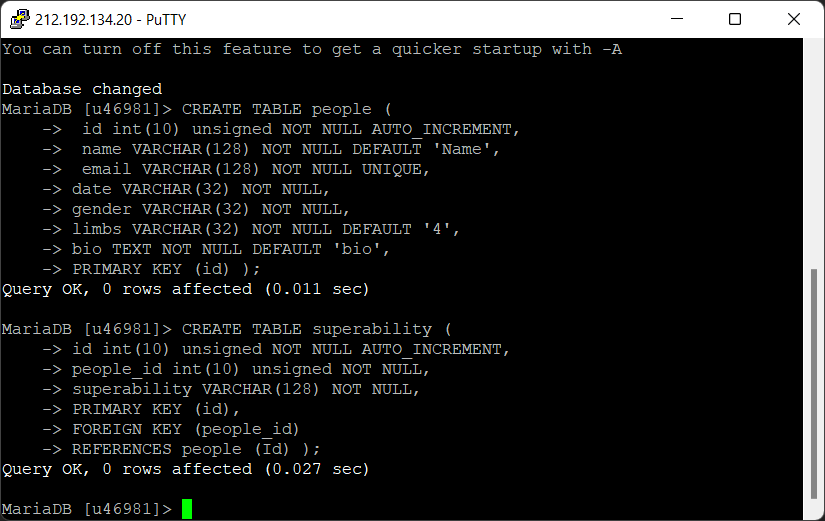 212.192.134.20 - PuTTY
You can turn off this feature to get a quicker startup with -A
Database changed
MariaDB [u46981]> CREATE TABLE people (
    ->  id int(10) unsigned NOT NULL AUTO_INCREMENT,
    ->  name VARCHAR(128) NOT NULL DEFAULT 'Name',
    ->  email VARCHAR(128) NOT NULL UNIQUE,
    -> date VARCHAR(32) NOT NULL,
    -> gender VARCHAR(32) NOT NULL,
    -> limbs VARCHAR(32) NOT NULL DEFAULT '4',
    -> bio TEXT NOT NULL DEFAULT 'bio',
    -> PRIMARY KEY (id) );
Query OK, 0 rows affected (0.011 sec)
MariaDB [u46981]> CREATE TABLE superability (
    -> id int(10) unsigned NOT NULL AUTO_INCREMENT,
    -> people_id int(10) unsigned NOT NULL,
    -> superability VARCHAR(128) NOT NULL,
    -> PRIMARY KEY (id),
    -> FOREIGN KEY (people_id)
    -> REFERENCES people (Id) );
Query OK, 0 rows affected (0.027 sec)
MariaDB [u46981]>